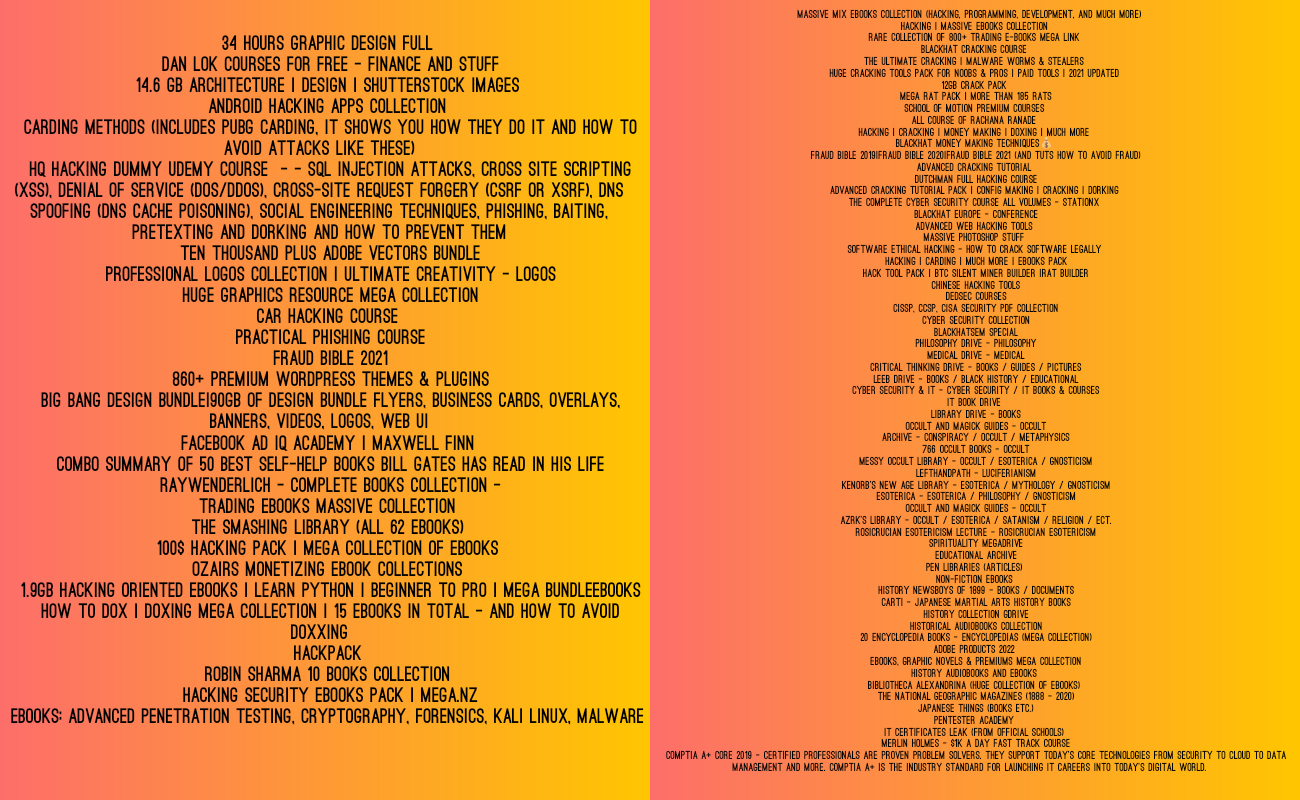 34 HOURS GRAPHIC DESIGN FULL
DAN LOK COURSES FOR FREE - FINANCE AND STUFF
14.6 GB ARCHITECTURE | DESIGN | SHUTTERSTOCK IMAGES
ANDROID HACKING APPS COLLECTION
CARDING METHODS (INCLUDES PUBG CARDING, IT SHOWS YOU HOW THEY DO IT AND HOW TO
AVOID ATTACKS LIKE THESE)
HQ HACKING DUMMY UDEMY COURSE - - SQL INJECTION ATTACKS, CROSS SITE SCRIPTING
(XSS), DENIAL OF SERVICE (DOS/DDOS), CROSS-SITE REQUEST FORGERY (CSRF OR XSRF), DNS
SPOOFING (DNS CACHE POISONING), SOCIAL ENGINEERING TECHNIQUES, PHISHING, BAITING,
PRETEXTING AND DORKING AND HOW TO PREVENT THEM
TEN THOUSAND PLUS ADOBE VECTORS BUNDLE
PROFESSIONAL LOGOS COLLECTION | ULTIMATE CREATIVITY - LOGOS
HUGE GRAPHICS RESOURCE MEGA COLLECTION
CAR HACKING COURSE
PRACTICAL PHISHING COURSE
FRAUD BIBLE 2021
860+ PREMIUM WORDPRESS THEMES & PLUGINS
BIG BANG DESIGN BUNDLE|90GB OF DESIGN BUNDLE FLYERS, BUSINESS CARDS, OVERLAYS,
BANNERS, VIDEOS, LOGOS, WEB UI
FACEBOOK AD IQ ACADEMY | MAXWELL FINN
COMBO SUMMARY OF 50 BEST SELF-HELP BOOKS BILL GATES HAS READ IN HIS LIFE
RAYWENDERLICH - COMPLETE BOOKS COLLECTION -
TRADING EBOOKS MASSIVE COLLECTION
THE SMASHING LIBRARY (ALL 62 EBOOKS)
100$ HACKING PACK | MEGA COLLECTION OF EBOOKS
OZAIRS MONETIZING EBOOK COLLECTIONS
1.9GB HACKING ORIENTED EBOOKS | LEARN PYTHON | BEGINNER TO PRO | MEGA BUNDLEEBOOKS
HOW TO DOX | DOXING MEGA COLLECTION | 15 EBOOKS IN TOTAL - AND HOW TO AVOID
DOXXING
HACKPACK
ROBIN SHARMA 10 BOOKS COLLECTION
HACKING SECURITY EBOOKS PACK | MEGA.NZ
EBOOKS: ADVANCED PENETRATION TESTING, CRYPTOGRAPHY, FORENSICS, KALI LINUX, MALWARE
MASSIVE MIX EBOOKS COLLECTION (HACKING, PROGRAMMING, DEVELOPMENT, AND MUCH MORE)
HACKING | MASSIVE EBOOKS COLLECTION
RARE COLLECTION OF 800+ TRADING E-BOOKS MEGA LINK
BLACKHAT CRACKING COURSE
THE ULTIMATE CRACKING | MALWARE WORMS & STEALERS
HUGE CRACKING TOOLS PACK FOR NOOBS & PROS | PAID TOOLS | 2021 UPDATED
12GB CRACK PACK
MEGA RAT PACK | MORE THAN 185 RATS
SCHOOL OF MOTION PREMIUM COURSES
ALL COURSE OF RACHANA RANADE
HACKING | CRACKING | MONEY MAKING | DOXING | MUCH MORE
BLACKHAT MONEY MAKING TECHNIQUES 💰
FRAUD BIBLE 2019|FRAUD BIBLE 2020|FRAUD BIBLE 2021 (AND TUTS HOW TO AVOID FRAUD)
ADVANCED CRACKING TUTORIAL
DUTCHMAN FULL HACKING COURSE
ADVANCED CRACKING TUTORIAL PACK | CONFIG MAKING | CRACKING | DORKING
THE COMPLETE CYBER SECURITY COURSE ALL VOLUMES - STATIONX
BLACKHAT EUROPE - CONFERENCE
ADVANCED WEB HACKING TOOLS
MASSIVE PHOTOSHOP STUFF
SOFTWARE ETHICAL HACKING - HOW TO CRACK SOFTWARE LEGALLY
HACKING | CARDING | MUCH MORE | EBOOKS PACK
HACK TOOL PACK | BTC SILENT MINER BUILDER |RAT BUILDER
CHINESE HACKING TOOLS
DEDSEC COURSES
CISSP, CCSP, CISA SECURITY PDF COLLECTION
CYBER SECURITY COLLECTION
BLACKHATSEM SPECIAL
PHILOSOPHY DRIVE - PHILOSOPHY
MEDICAL DRIVE - MEDICAL
CRITICAL THINKING DRIVE - BOOKS / GUIDES / PICTURES
LEEB DRIVE - BOOKS / BLACK HISTORY / EDUCATIONAL
CYBER SECURITY & IT - CYBER SECURITY / IT BOOKS & COURSES
IT BOOK DRIVE
LIBRARY DRIVE - BOOKS
OCCULT AND MAGICK GUIDES - OCCULT
ARCHIVE - CONSPIRACY / OCCULT / METAPHYSICS
766 OCCULT BOOKS - OCCULT
MESSY OCCULT LIBRARY - OCCULT / ESOTERICA / GNOSTICISM
LEFTHANDPATH - LUCIFERIANISM
KENORB'S NEW AGE LIBRARY - ESOTERICA / MYTHOLOGY / GNOSTICISM
ESOTERICA - ESOTERICA / PHILOSOPHY / GNOSTICISM
OCCULT AND MAGICK GUIDES - OCCULT
AZRK'S LIBRARY - OCCULT / ESOTERICA / SATANISM / RELIGION / ECT.
ROSICRUCIAN ESOTERICISM LECTURE - ROSICRUCIAN ESOTERICISM
SPIRITUALITY MEGADRIVE
EDUCATIONAL ARCHIVE
PEN LIBRARIES (ARTICLES)
NON-FICTION EBOOKS
HISTORY NEWSBOYS OF 1899 - BOOKS / DOCUMENTS
CARTI - JAPANESE MARTIAL ARTS HISTORY BOOKS
HISTORY COLLECTION GDRIVE
HISTORICAL AUDIOBOOKS COLLECTION
20 ENCYCLOPEDIA BOOKS - ENCYCLOPEDIAS (MEGA COLLECTION)
ADOBE PRODUCTS 2022
EBOOKS, GRAPHIC NOVELS & PREMIUMS MEGA COLLECTION
HISTORY AUDIOBOOKS AND EBOOKS
BIBLIOTHECA ALEXANDRINA (HUGE COLLECTION OF EBOOKS)
THE NATIONAL GEOGRAPHIC MAGAZINES (1888 - 2020)
JAPANESE THINGS (BOOKS ETC.)
PENTESTER ACADEMY
IT CERTIFICATES LEAK (FROM OFFICIAL SCHOOLS)
MERLIN HOLMES - $1K A DAY FAST TRACK COURSE
COMPTIA A+ CORE 2019 - CERTIFIED PROFESSIONALS ARE PROVEN PROBLEM SOLVERS. THEY SUPPORT TODAY'S CORE TECHNOLOGIES FROM SECURITY TO CLOUD TO DATA
MANAGEMENT AND MORE. COMPTIA A+ IS THE INDUSTRY STANDARD FOR LAUNCHING IT CAREERS INTO TODAY'S DIGITAL WORLD.